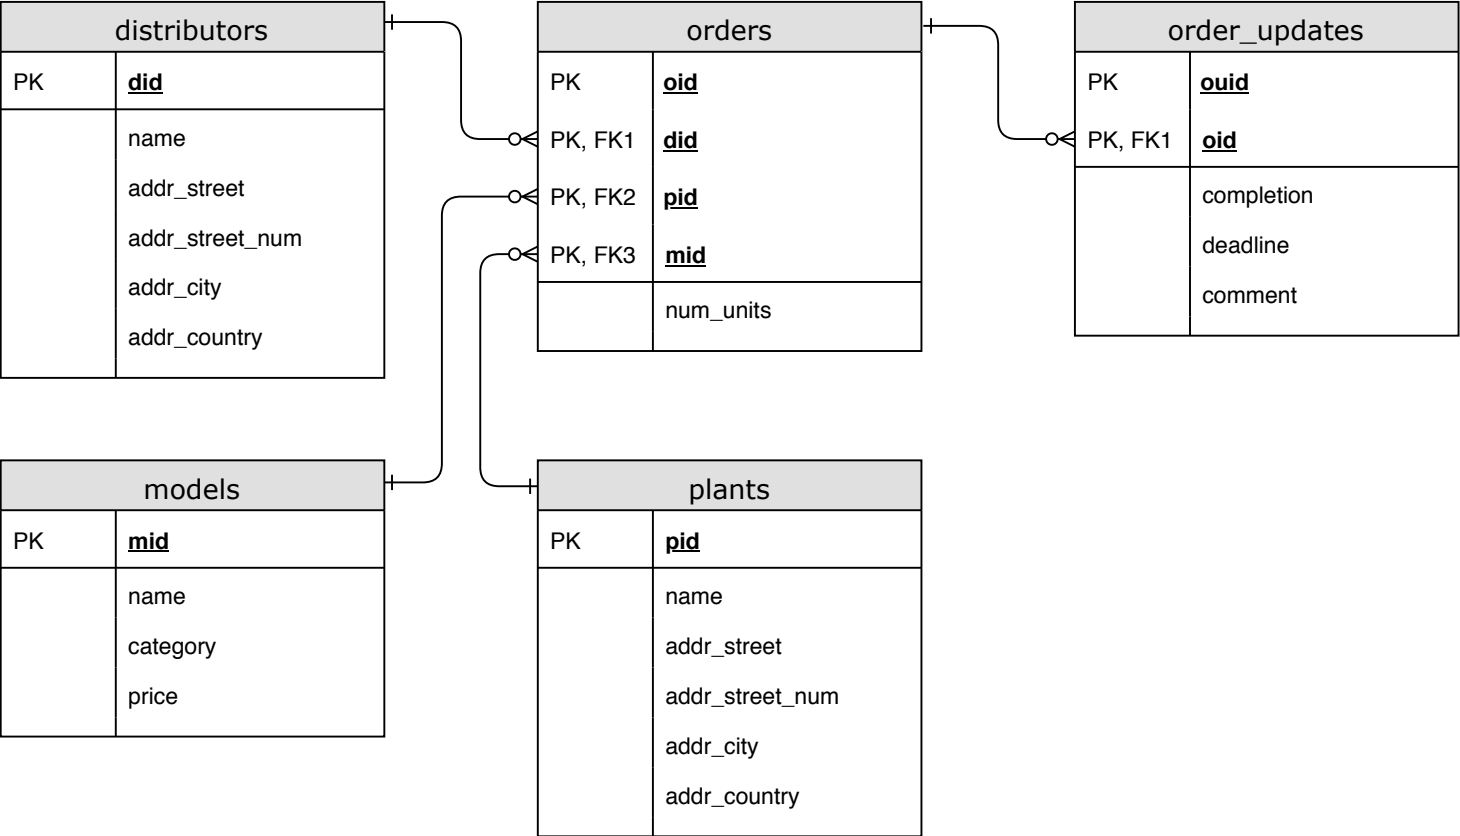 distributors
PK did
name
addr_street
addr_street_num
addr_city
addr_country
orders
PK oid
PK, FK1 did
PK, FK2 pid
PK, FK3 mid
num_units
order_updates
PK ouid
PK, FK1 oid
completion
deadline
comment
models
PK mid
name
category
price
plants
PK pid
name
addr_street
addr_street_num
addr_city
addr_country